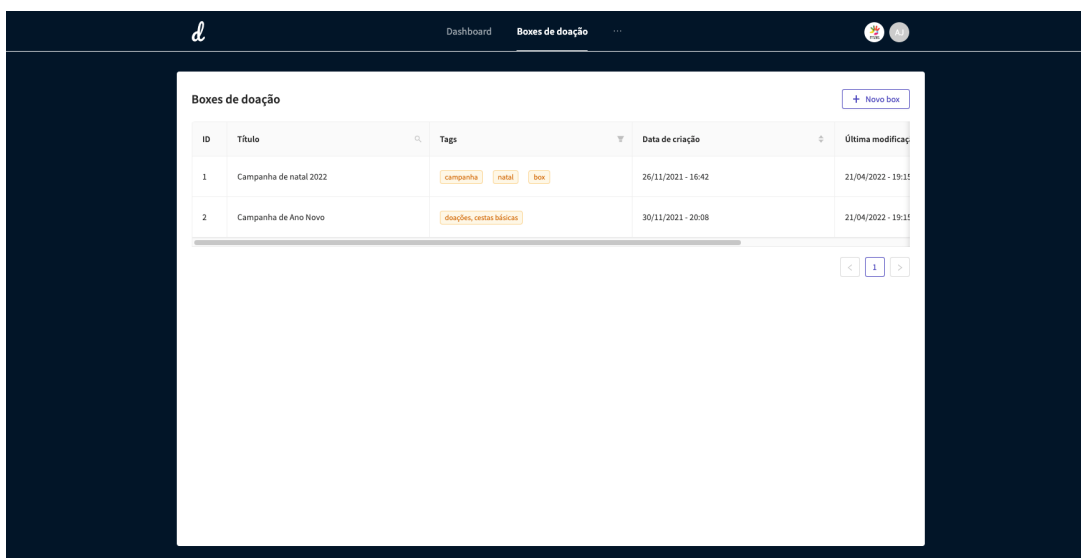 d
Dashboard Boxes de doação ···
AJ
Boxes de doação
+ Novo box
ID Título Tags Data de criação Última modificaç
1 Campanha de natal 2022 campanha natal box 26/11/2021 - 16:42 21/04/2022 - 19:15
2 Campanha de Ano Novo doações, cestas básicas 30/11/2021 - 20:08 21/04/2022 - 19:15
< 1 >